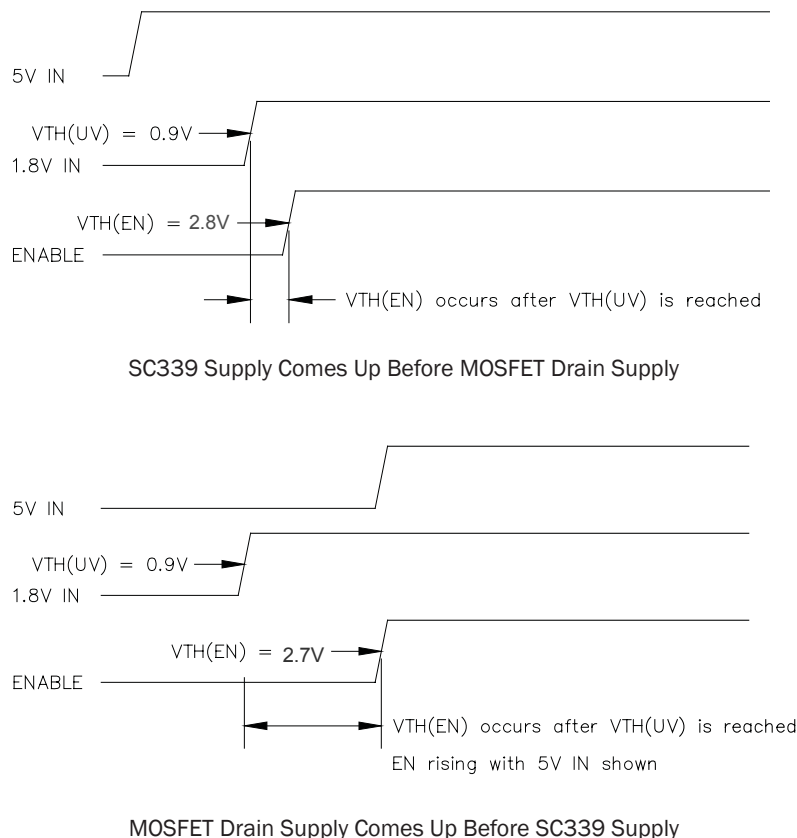 5V IN
VTH(UV) = 0.9V
1.8V IN
VTH(EN) = 2.8V
ENABLE
VTH(EN) occurs after VTH(UV) is reached
SC339 Supply Comes Up Before MOSFET Drain Supply
5V IN
VTH(UV) = 0.9V
1.8V IN
VTH(EN) = 2.7V
ENABLE
VTH(EN) occurs after VTH(UV) is reached
EN rising with 5V IN shown
MOSFET Drain Supply Comes Up Before SC339 Supply